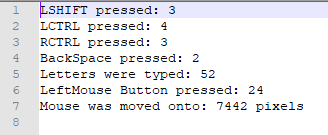 1 LSHIFT pressed: 3
2 LCTRL pressed: 4
3 RCTRL pressed: 3
4 BackSpace pressed: 2
5 Letters were typed: 52
6 LeftMouse Button pressed: 24
7 Mouse was moved onto: 7442 pixels
8